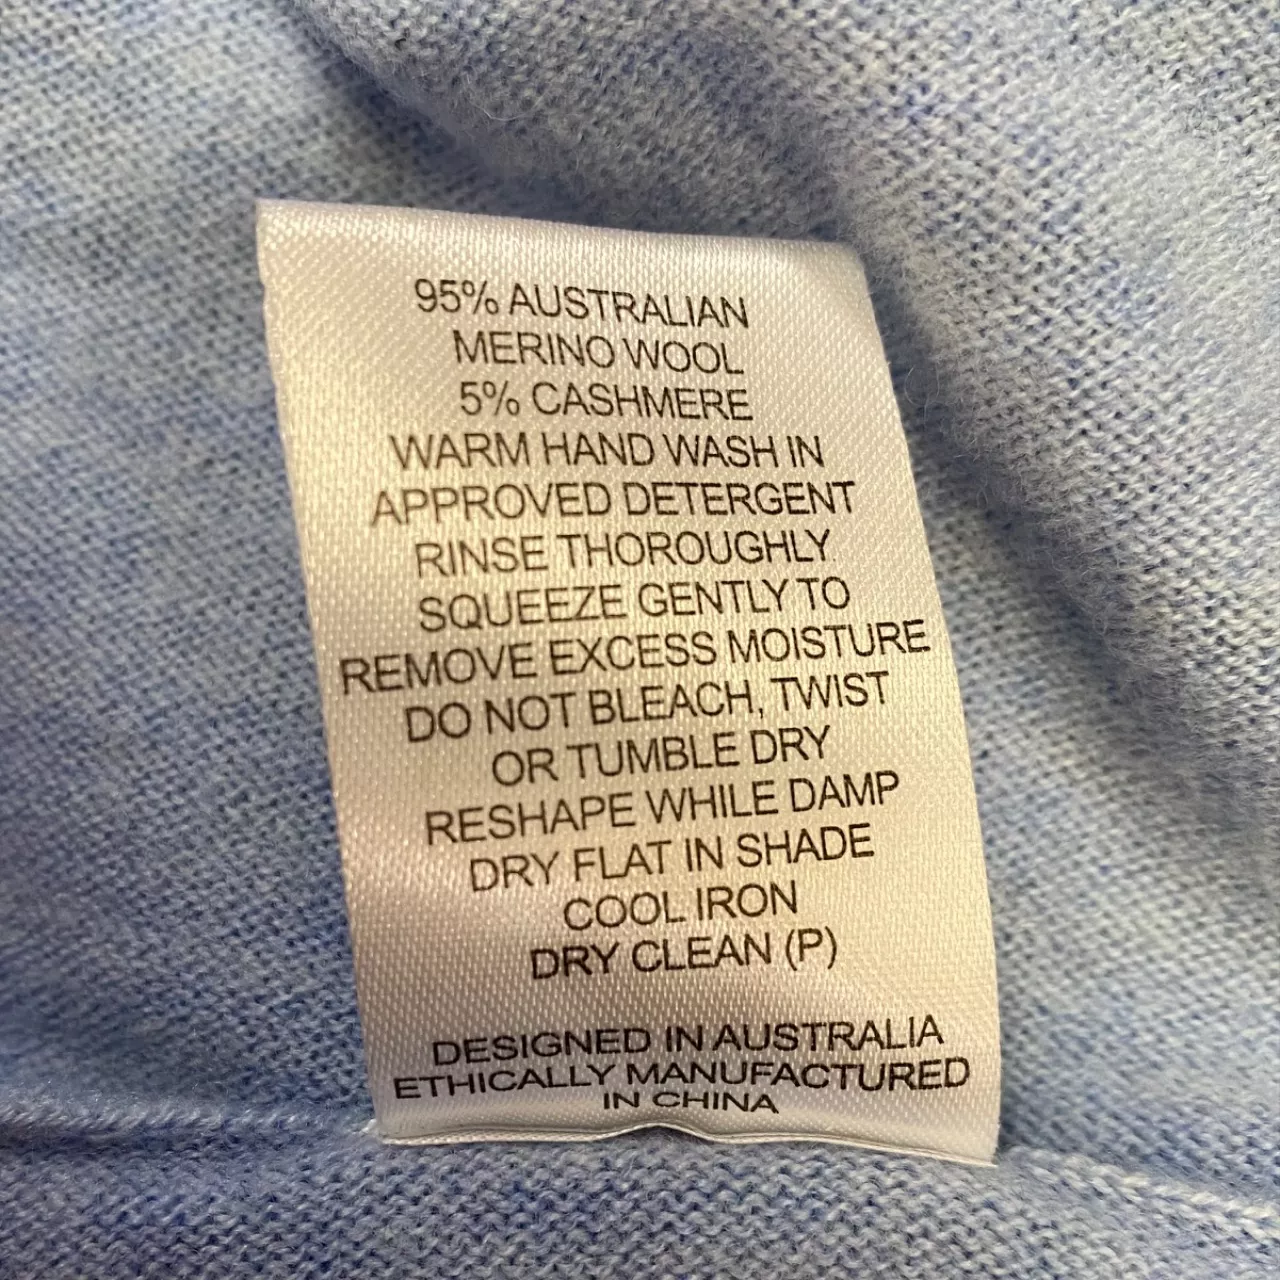 95% AUSTRALIAN
MERINO WOOL
5% CASHMERE
WARM HAND WASH IN
APPROVED DETERGENT
RINSE THOROUGHLY
SQUEEZE GENTLY TO
REMOVE EXCESS MOISTURE
DO NOT BLEACH, TWIST
OR TUMBLE DRY
RESHAPE WHILE DAMP
DRY FLAT IN SHADE
COOL IRON
DRY CLEAN (P)
DESIGNED IN AUSTRALIA
ETHICALLY MANUFACTURED
IN CHINA